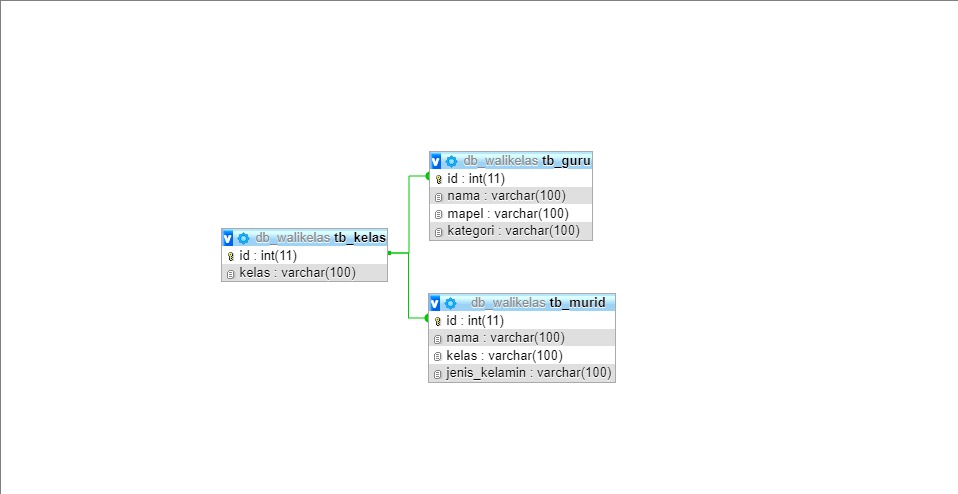 db_walikelas tb_guru
id : int(11)
nama : varchar(100)
mapel : varchar(100)
kategori : varchar(100)
db_walikelas tb_kelas
id : int(11)
kelas : varchar(100)
db_walikelas tb_murid
id : int(11)
nama : varchar(100)
kelas : varchar(100)
jenis_kelamin : varchar(100)